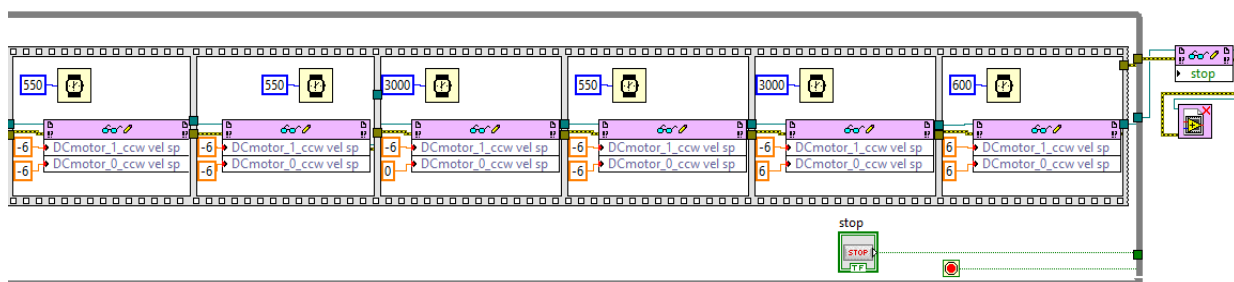 550 550 3000 550 3000 600
stop
-6 DCmotor_1_ccw vel sp -6 DCmotor_1_ccw vel sp -6 DCmotor_1_ccw vel sp -6 DCmotor_1_ccw vel sp -6 DCmotor_1_ccw vel sp 6 DCmotor_1_ccw vel sp
-6 DCmotor_0_ccw vel sp -6 DCmotor_0_ccw vel sp 0 DCmotor_0_ccw vel sp -6 DCmotor_0_ccw vel sp 6 DCmotor_0_ccw vel sp 6 DCmotor_0_ccw vel sp
stop
STOP
TF